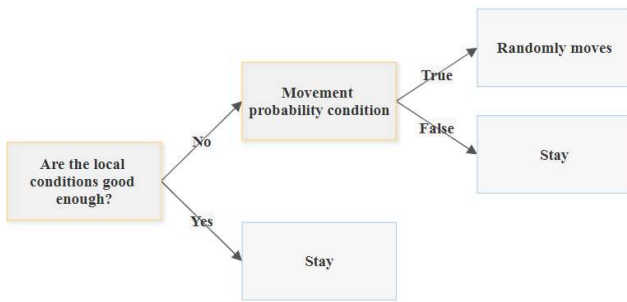 Are the local
conditions good
enough?
No
Yes
Movement
probability condition
True
False
Randomly moves
Stay
Stay